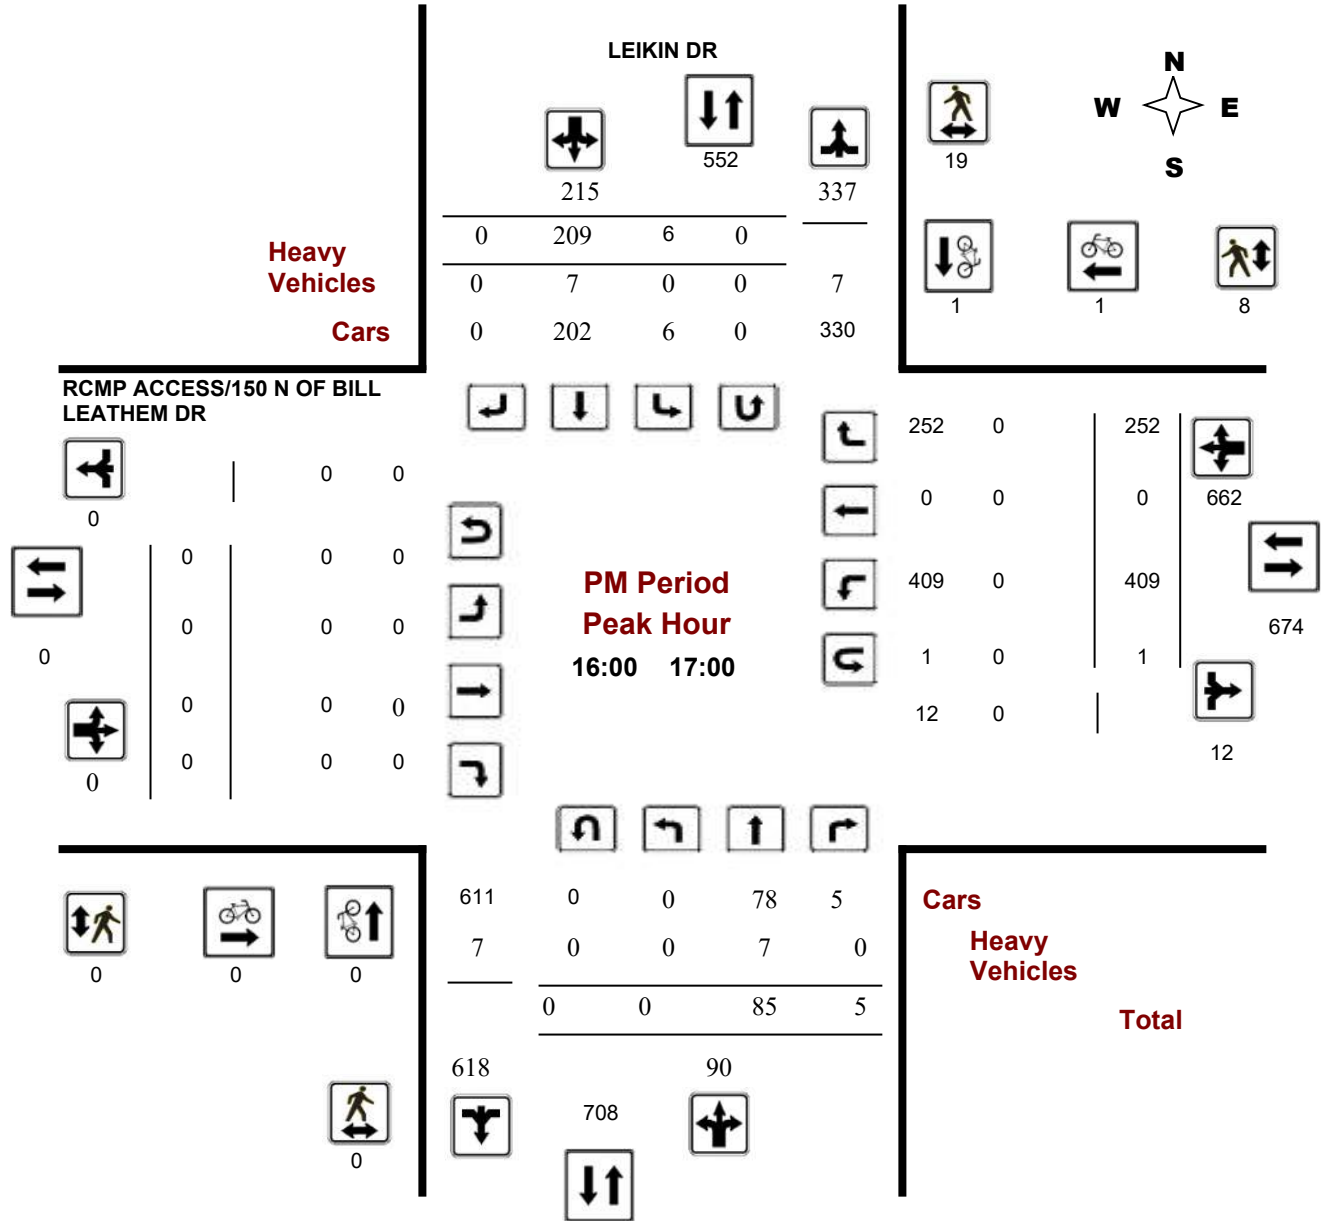 LEIKIN DR
N
W E
S
552
19
215 337
0 209 6 0
Heavy
Vehicles
0 7 0 0 7
Cars
0 202 6 0 330
1 1 8
RCMP ACCESS/150 N OF BILL
LEATHEM DR
252 0 252
0 0
0
0 0 0 662
0 0 0
PM Period
409 0 409
Peak Hour
0 0 0
674
0
16:00 17:00
1 0 1
0 0 0
12 0
0 0 0
12
0
611 0 0 78 5
Cars
7 0 0 7 0
Heavy
Vehicles
0 0 0
0 0 85 5
Total
618 90
708
0